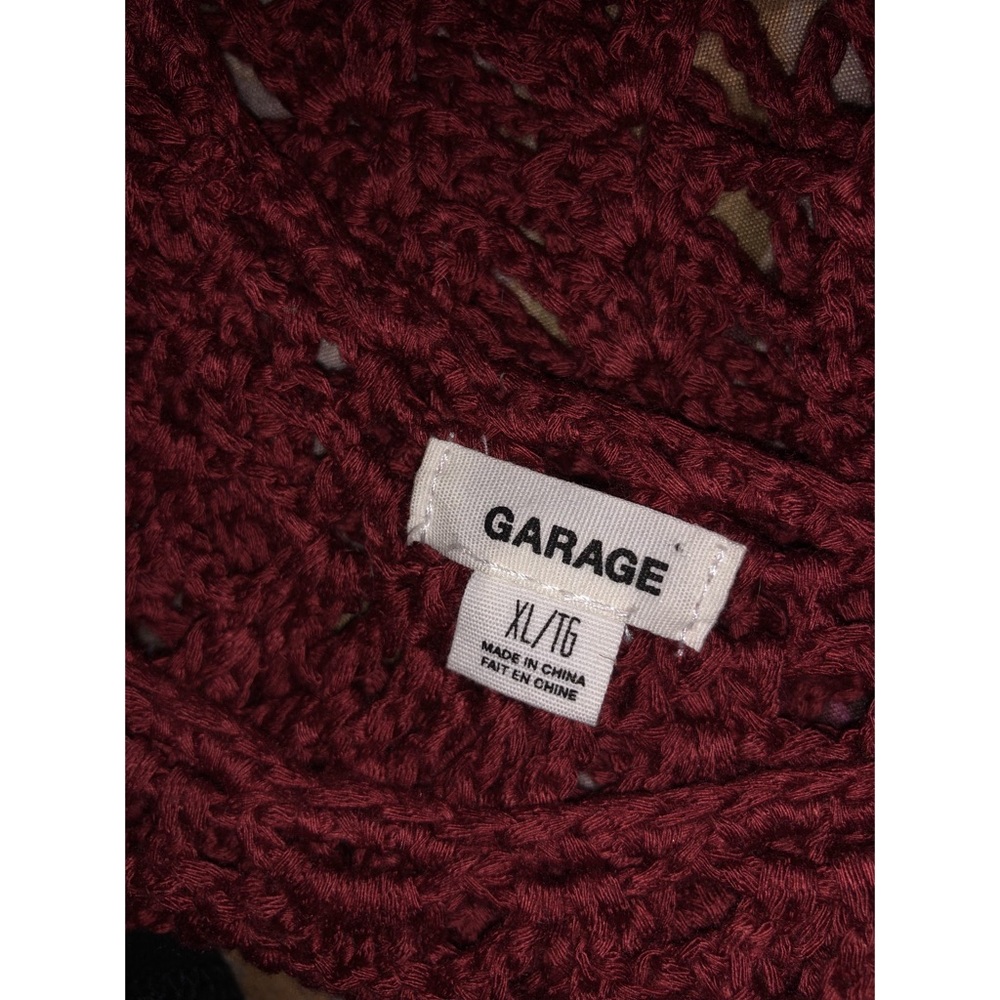 GARAGE
XL/TG
MADE IN CHINA
FAIT EN CHINE